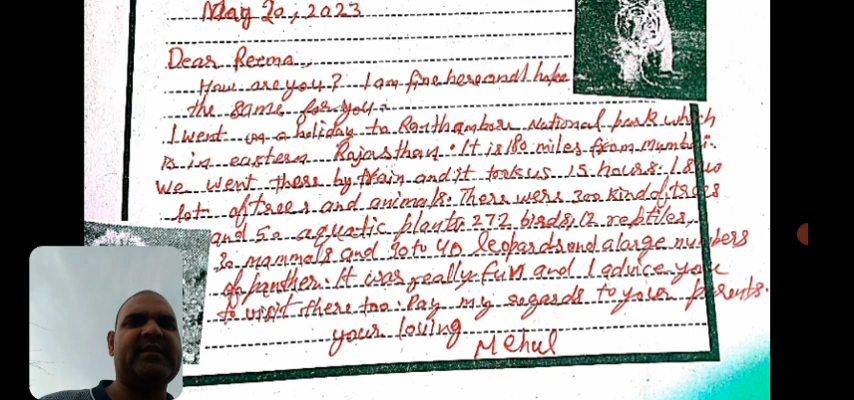 May 20, 2023
Dear Reema,
How are you? I am fine here and I hope
the same for you.
I went on a holiday to Ranthambore National park which
is in eastern Rajasthan. It is 180 miles from mumbai.
We went there by train and it took us 15 hours. I saw
lot of trees and animals. There were 300 kind of trees
and 50 aquatic plants 272 birds, 12 reptiles,
30 mammals and 30 to 40 leopards and a large numbers
of panther. It was really fun and I advice you
to visit there too. Pay my regards to your parents.
your loving
Mehul